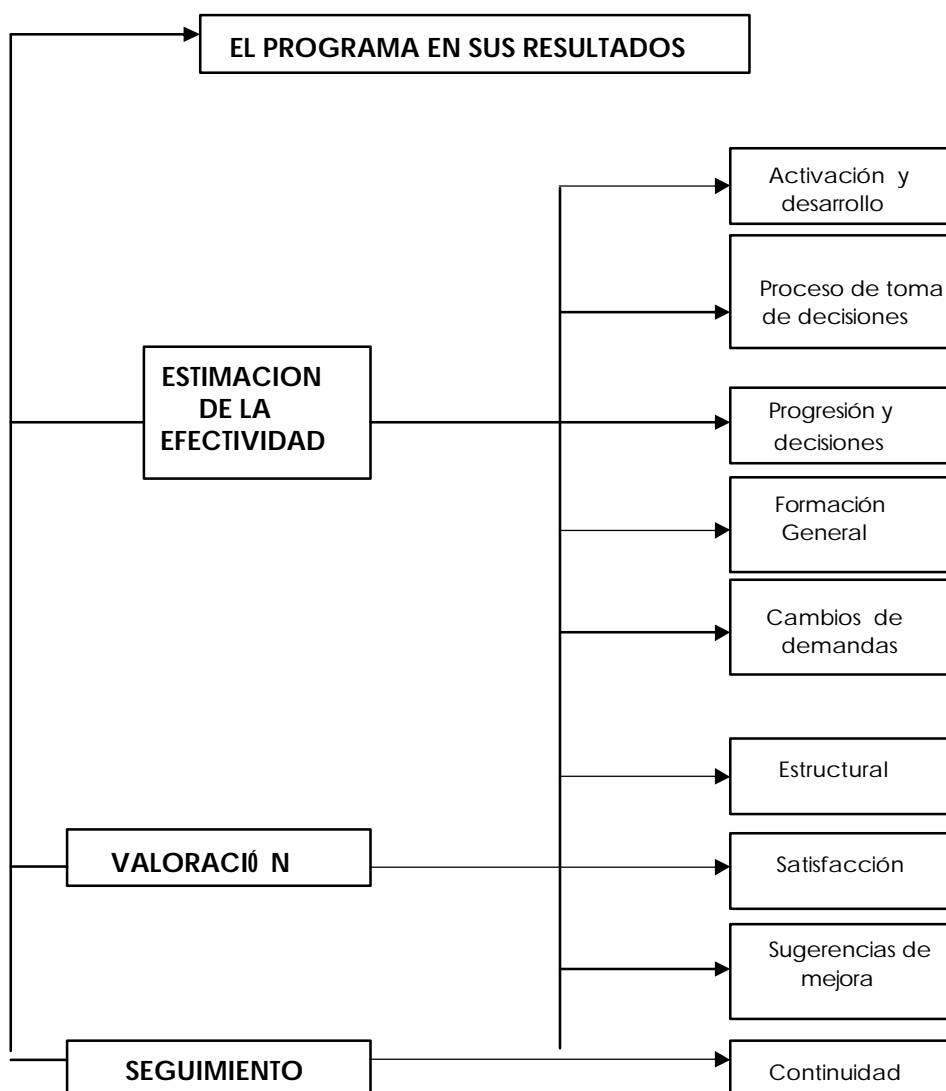 EL PROGRAMA EN SUS RESULTADOS
Activación y
desarrollo
Proceso de toma
de decisiones
ESTIMACION
DE LA
EFECTIVIDAD
Progresión y
decisiones
Formación
General
Cambios de
demandas
Estructural
VALORACIÓ N
Satisfacción
Sugerencias de
mejora
SEGUIMIENTO
Continuidad